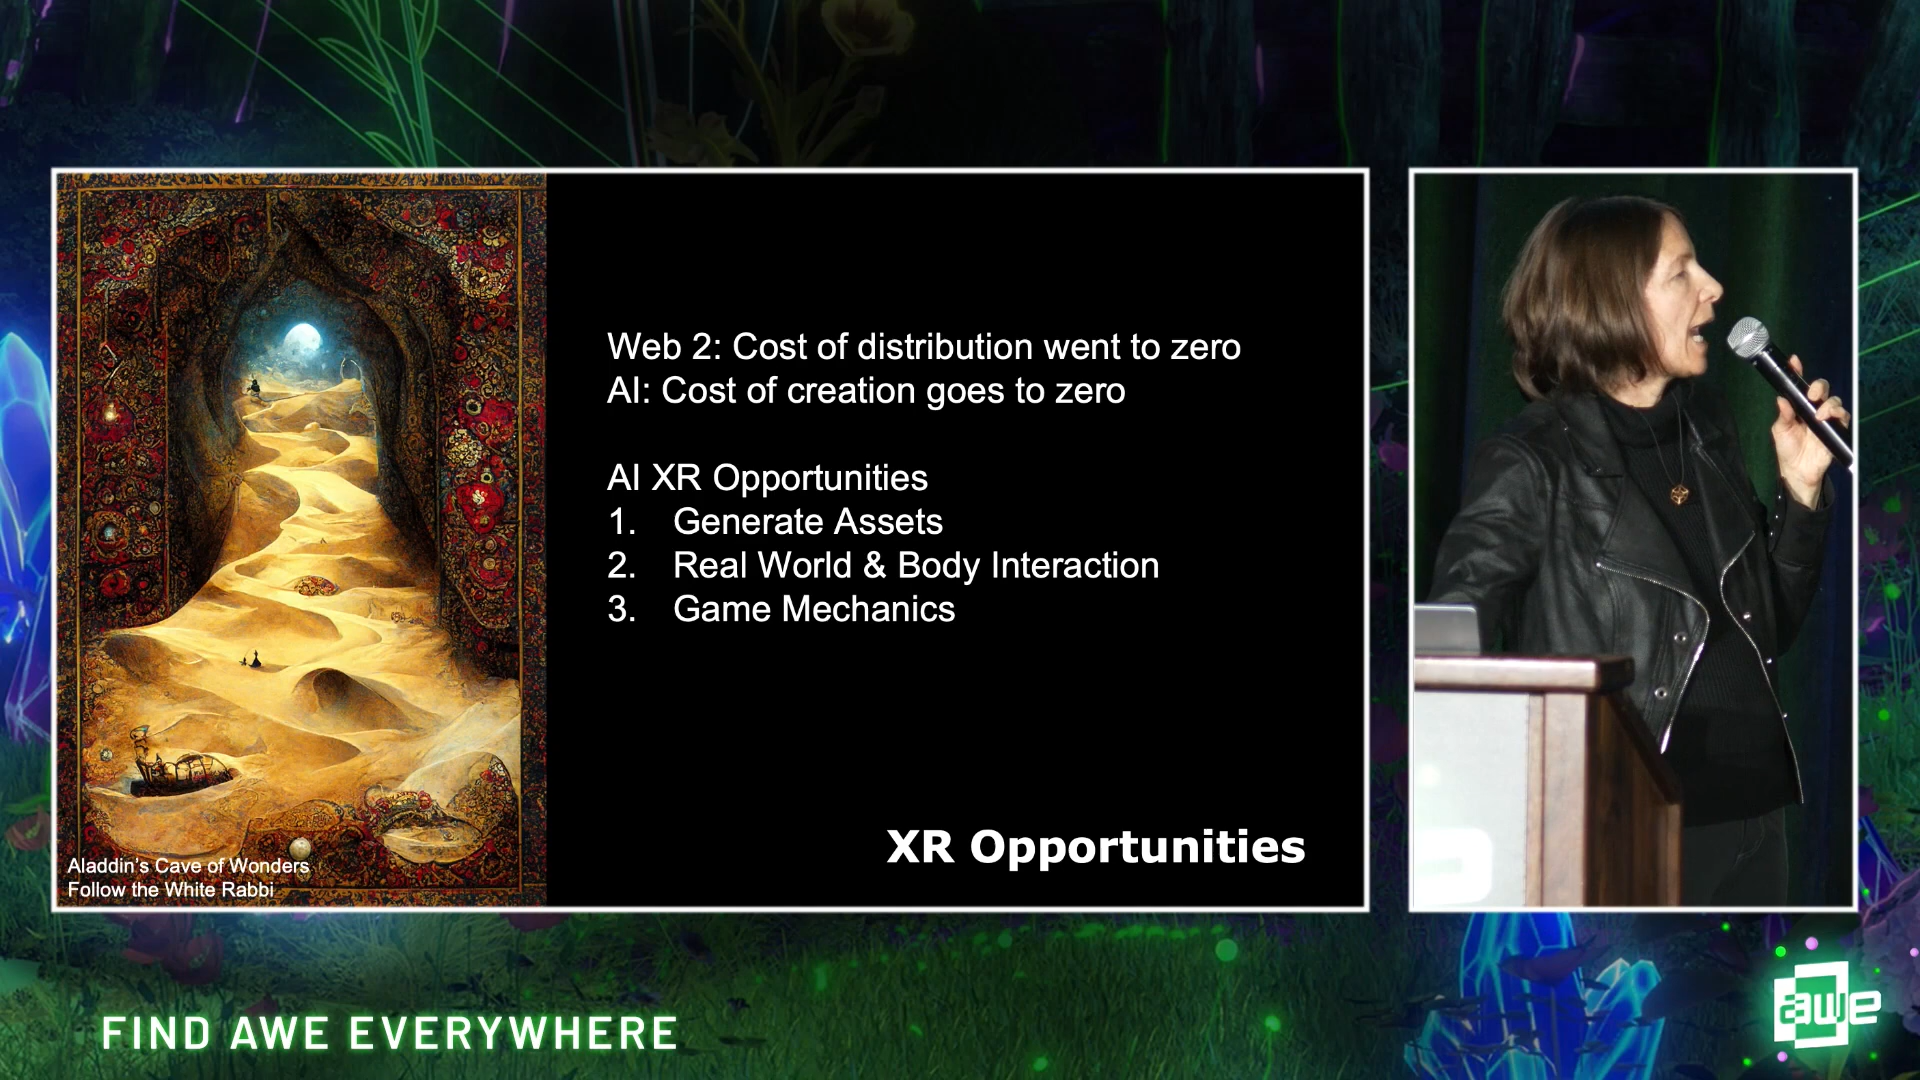 Web 2: Cost of distribution went to zero
AI: Cost of creation goes to zero
AI XR Opportunities
1. Generate Assets
2. Real World & Body Interaction
3. Game Mechanics
XR Opportunities
Aladdin's Cave of Wonders
Follow the White Rabbi
FIND AWE EVERYWHERE
awe